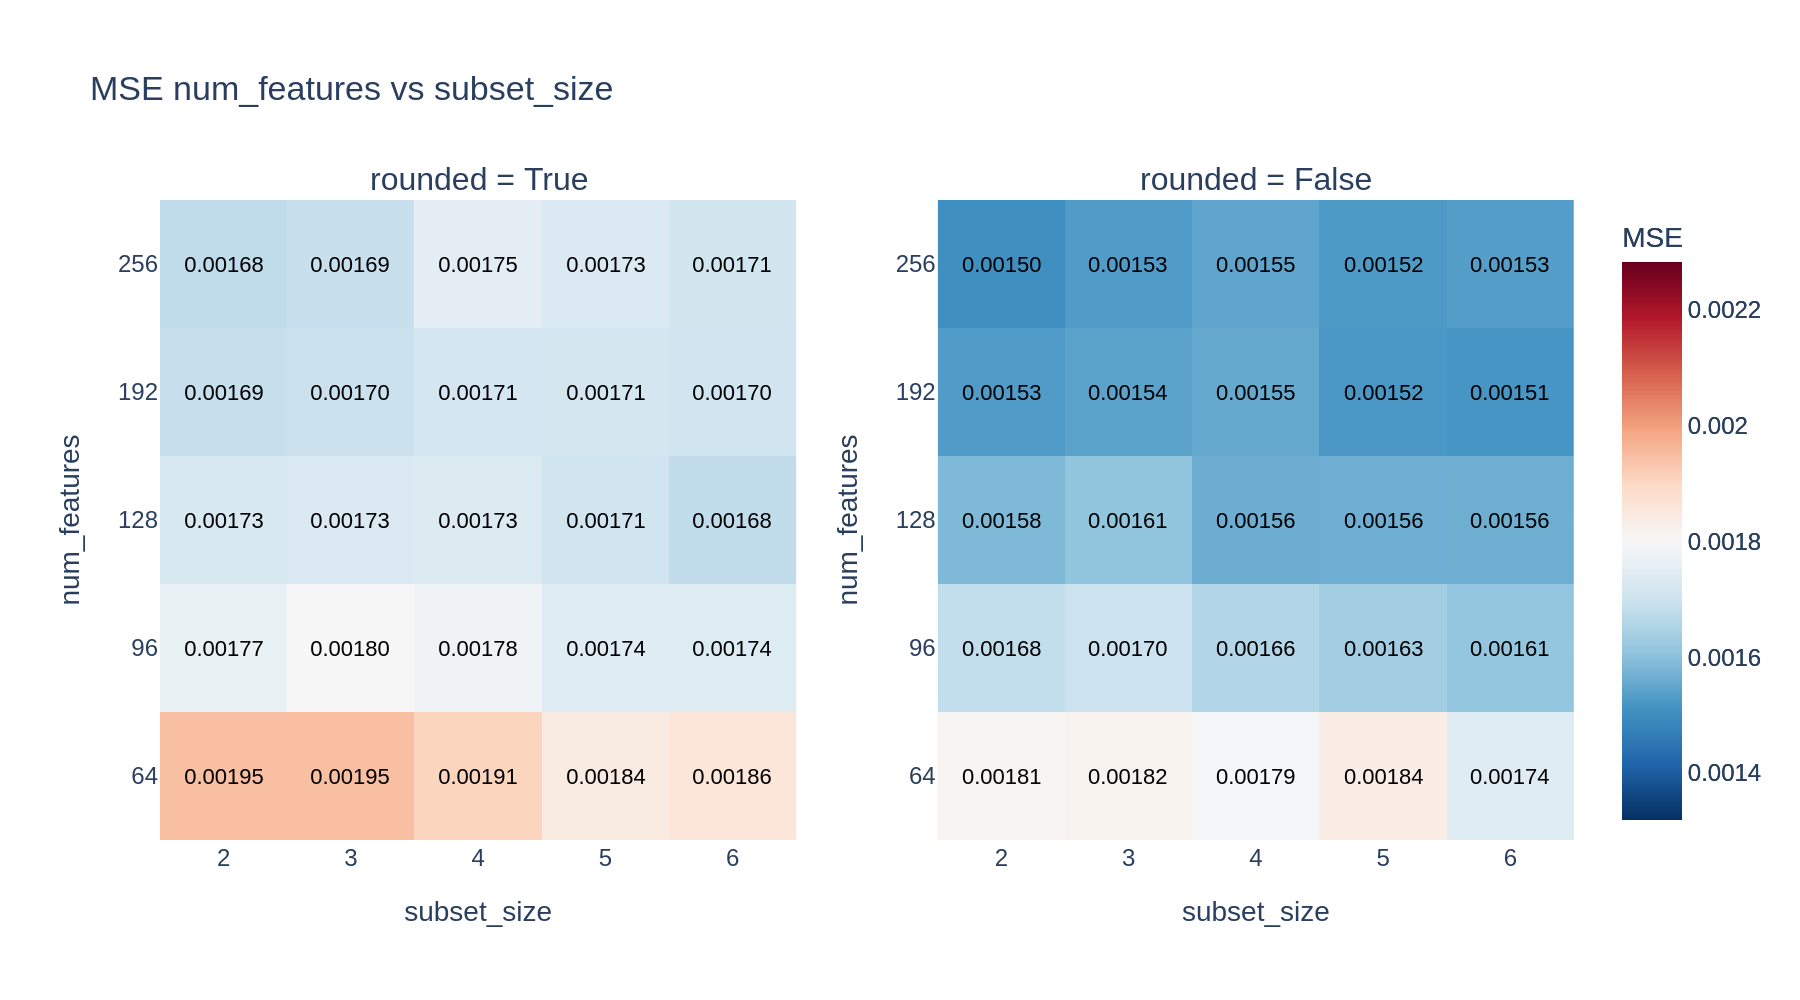 MSE num_features vs subset_size
rounded = True
rounded = False
MSE
256 0.00168 0.00169 0.00175 0.00173 0.00171
192 0.00169 0.00170 0.00171 0.00171 0.00170
128 0.00173 0.00173 0.00173 0.00171 0.00168
96 0.00177 0.00180 0.00178 0.00174 0.00174
64 0.00195 0.00195 0.00191 0.00184 0.00186
2 3 4 5 6
num_features
subset_size
256 0.00150 0.00153 0.00155 0.00152 0.00153
192 0.00153 0.00154 0.00155 0.00152 0.00151
128 0.00158 0.00161 0.00156 0.00156 0.00156
96 0.00168 0.00170 0.00166 0.00163 0.00161
64 0.00181 0.00182 0.00179 0.00184 0.00174
2 3 4 5 6
num_features
subset_size
0.0022
0.002
0.0018
0.0016
0.0014